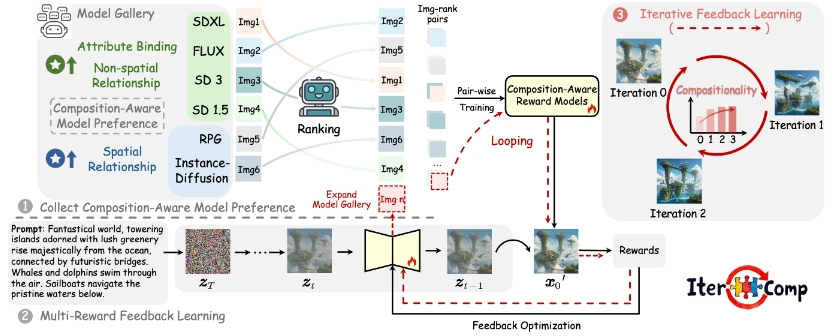 Model Gallery
Attribute Binding
Non-spatial
Relationship
Composition-Aware
Model Preference
Spatial
Relationship
SDXL
FLUX
SD 3
SD 1.5
RPG
Instance-
Diffusion
Img1
Img2
Img3
Img4
Img5
Img6
Ranking
Img2
Img5
Img1
Img3
Img6
Img4
Img n
Expand
Model Gallery
Img-rank
pairs
...
1 Collect Composition-Aware Model Preference
Pair-wise
Training
Composition-Aware
Reward Models
Looping
3 Iterative Feedback Learning
( )
Iteration 0
Compositionality
0 1 2 3
Iteration 1
Iteration 2
Prompt: Fantastical world, towering
islands adorned with lush greenery
rise majestically from the ocean,
connected by futuristic bridges.
Whales and dolphins swim through
the air. Sailboats navigate the
pristine waters below.
z_T
......
z_t
z_{t-1}
x_0'
Rewards
Feedback Optimization
2 Multi-Reward Feedback Learning
Iter Comp